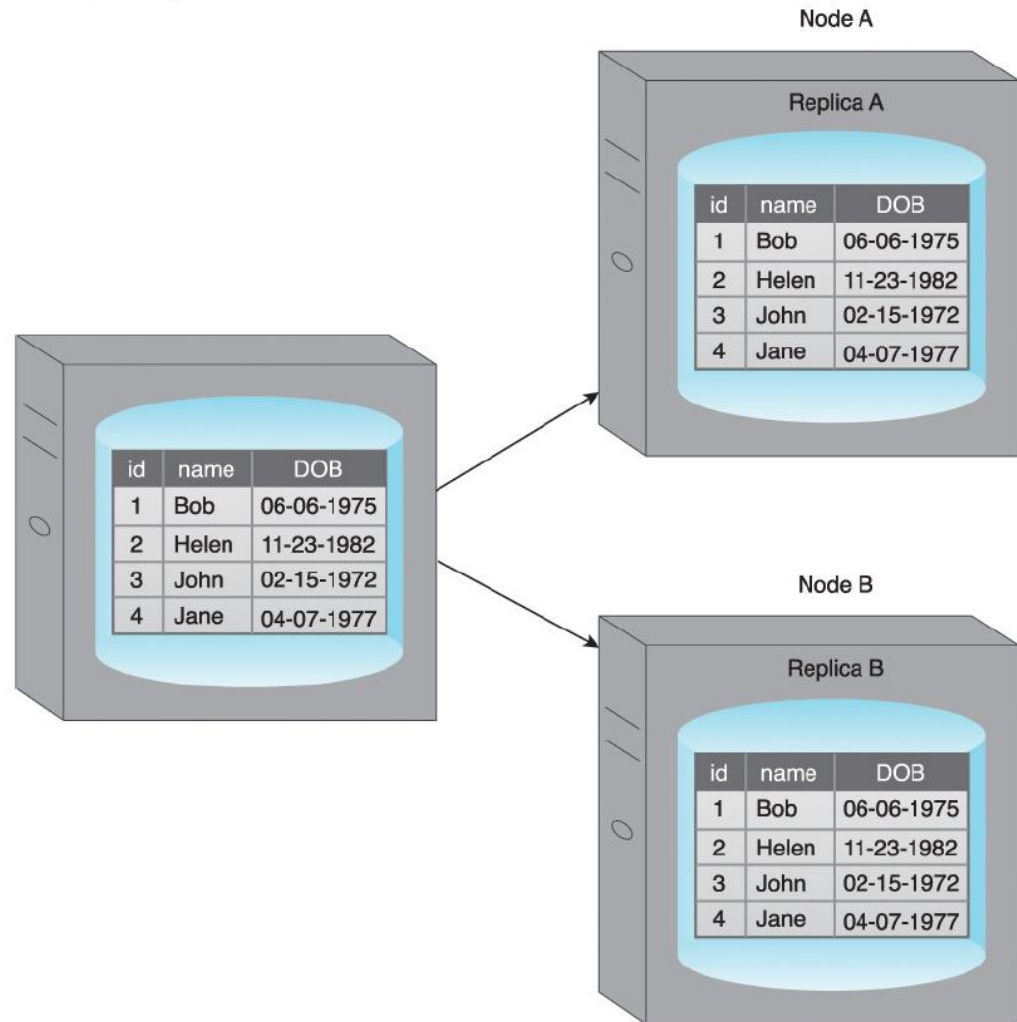 Node A
Replica A
id name DOB
1 Bob 06-06-1975
2 Helen 11-23-1982
3 John 02-15-1972
4 Jane 04-07-1977
id name DOB
1 Bob 06-06-1975
2 Helen 11-23-1982
3 John 02-15-1972
4 Jane 04-07-1977
Node B
Replica B
id name DOB
1 Bob 06-06-1975
2 Helen 11-23-1982
3 John 02-15-1972
4 Jane 04-07-1977